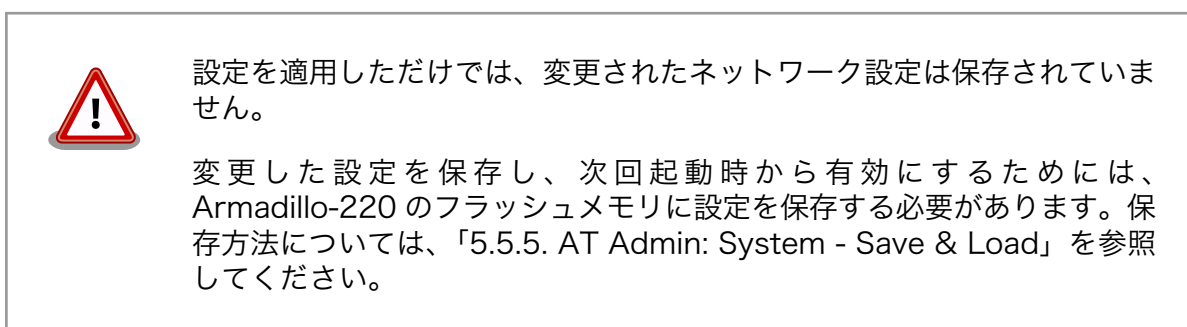 設定を適用しただけでは、変更されたネットワーク設定は保存されていま
せん。
変更した設定を保存し、次回起動時から有効にするためには、
Armadillo-220 のフラッシュメモリに設定を保存する必要があります。保
存方法については、「5.5.5. AT Admin: System - Save & Load」を参照
してください。